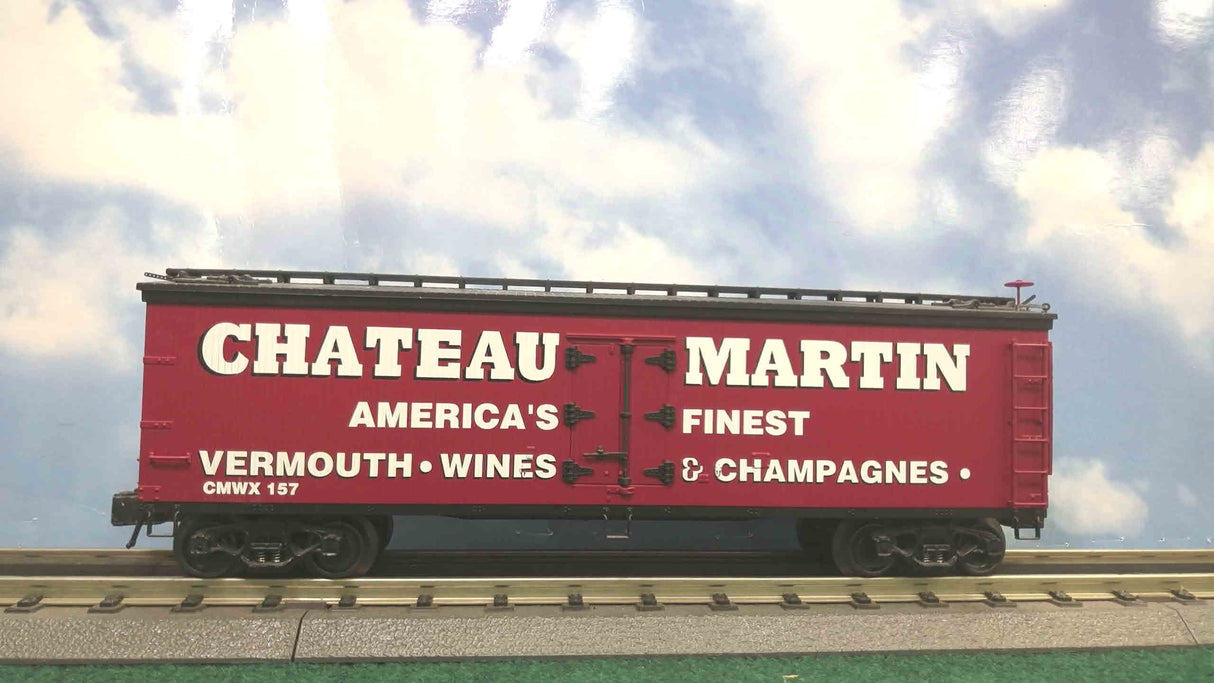 CHATEAU MARTIN
AMERICA'S FINEST
VERMOUTH • WINES & CHAMPAGNES •
CMWX 157